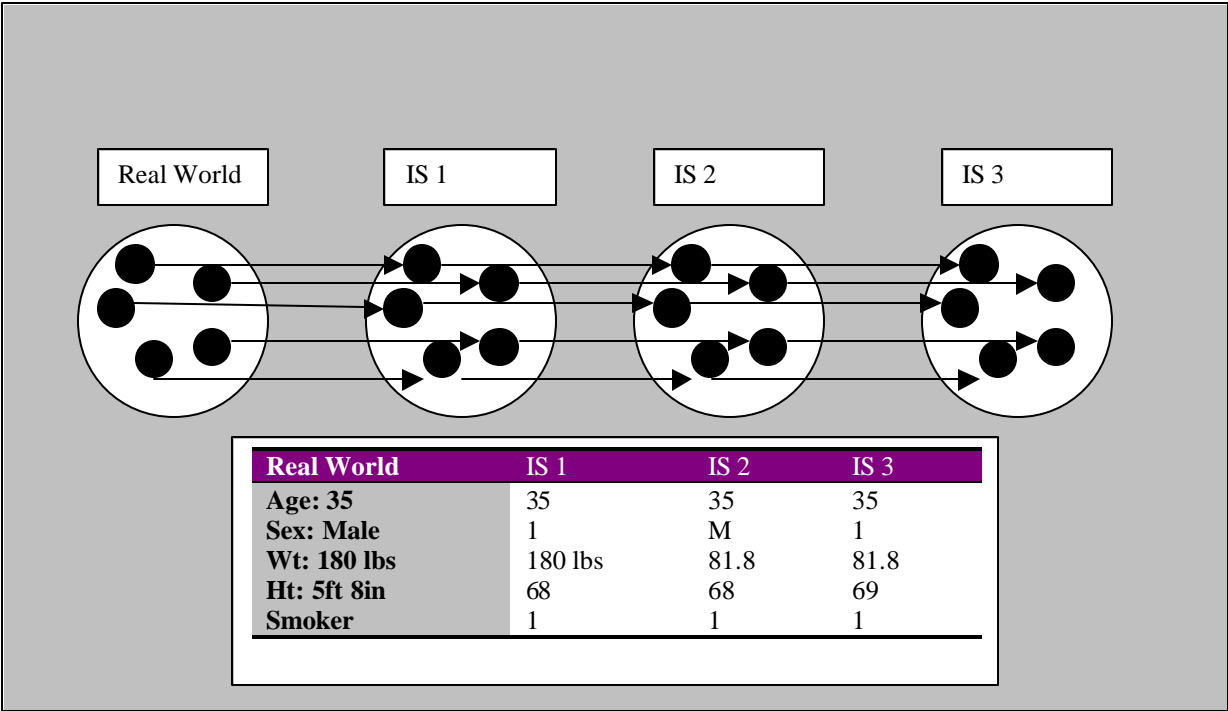 Real World IS 1 IS 2 IS 3
Real World IS 1 IS 2 IS 3
Age: 35 35 35 35
Sex: Male 1 M 1
Wt: 180 lbs 180 lbs 81.8 81.8
Ht: 5ft 8in 68 68 69
Smoker 1 1 1